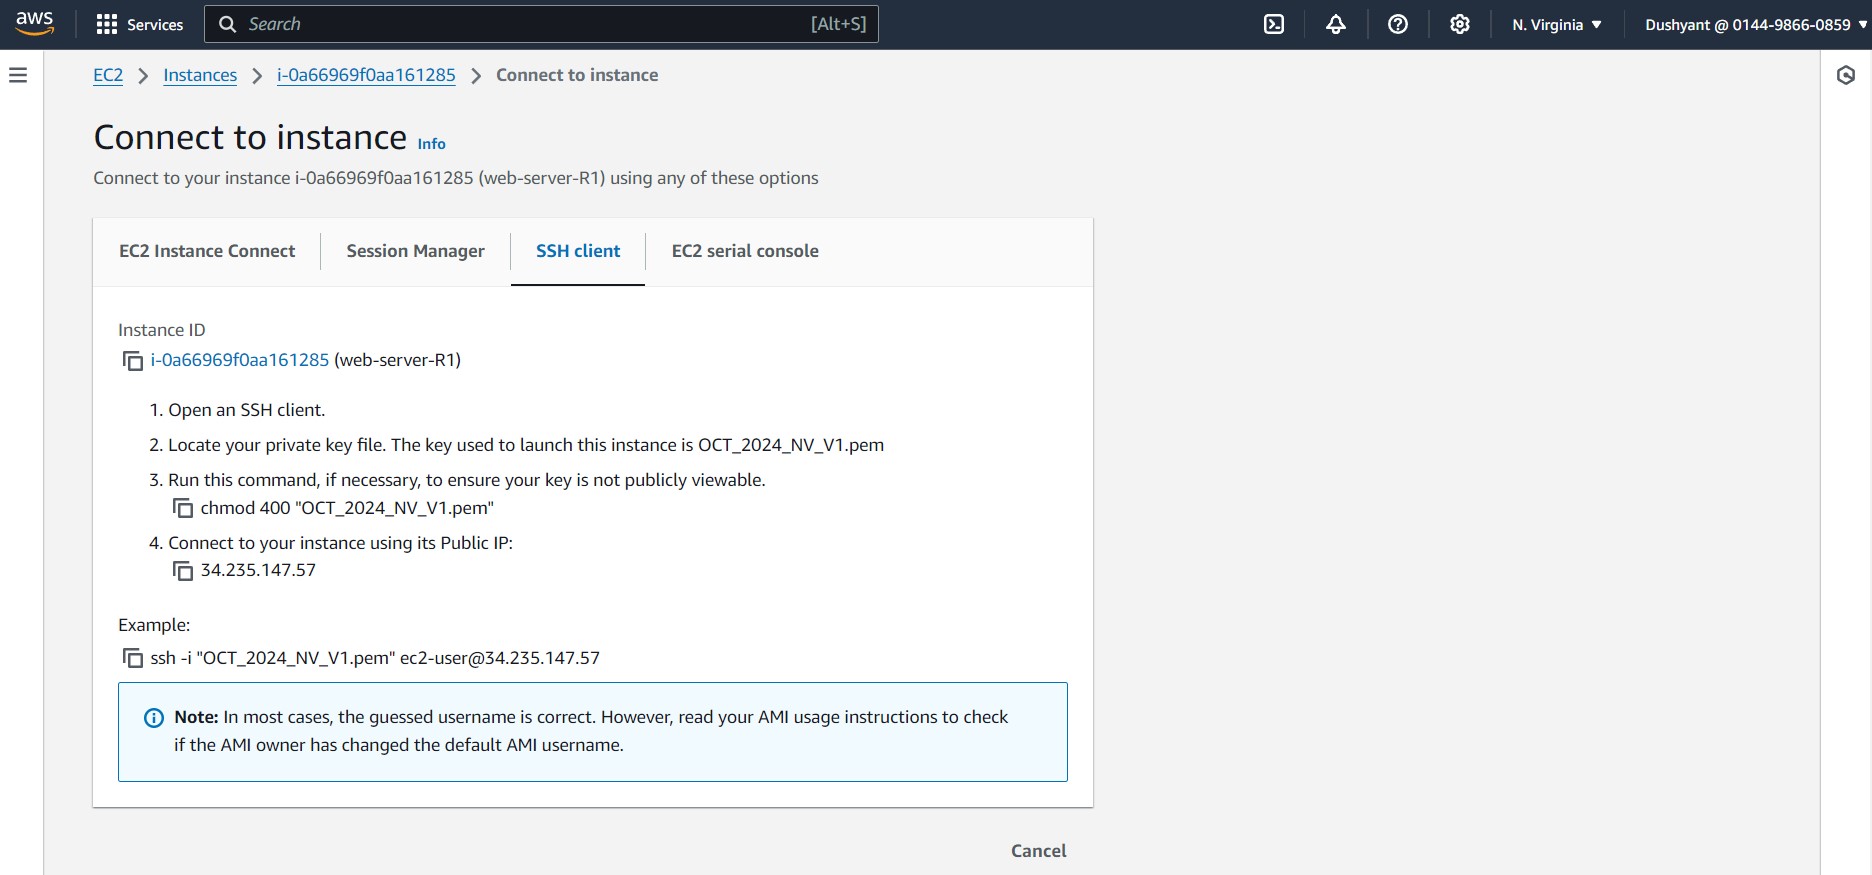 aws Services Search [Alt+S] N. Virginia Dushyant @ 0144-9866-0859
EC2 Instances i-0a66969f0aa161285 Connect to instance
Connect to instance Info
Connect to your instance i-0a66969f0aa161285 (web-server-R1) using any of these options
EC2 Instance Connect Session Manager SSH client EC2 serial console
Instance ID
i-0a66969f0aa161285 (web-server-R1)
1. Open an SSH client.
2. Locate your private key file. The key used to launch this instance is OCT_2024_NV_V1.pem
3. Run this command, if necessary, to ensure your key is not publicly viewable.
chmod 400 "OCT_2024_NV_V1.pem"
4. Connect to your instance using its Public IP:
34.235.147.57
Example:
ssh -i "OCT_2024_NV_V1.pem" ec2-user@34.235.147.57
Note: In most cases, the guessed username is correct. However, read your AMI usage instructions to check
if the AMI owner has changed the default AMI username.
Cancel